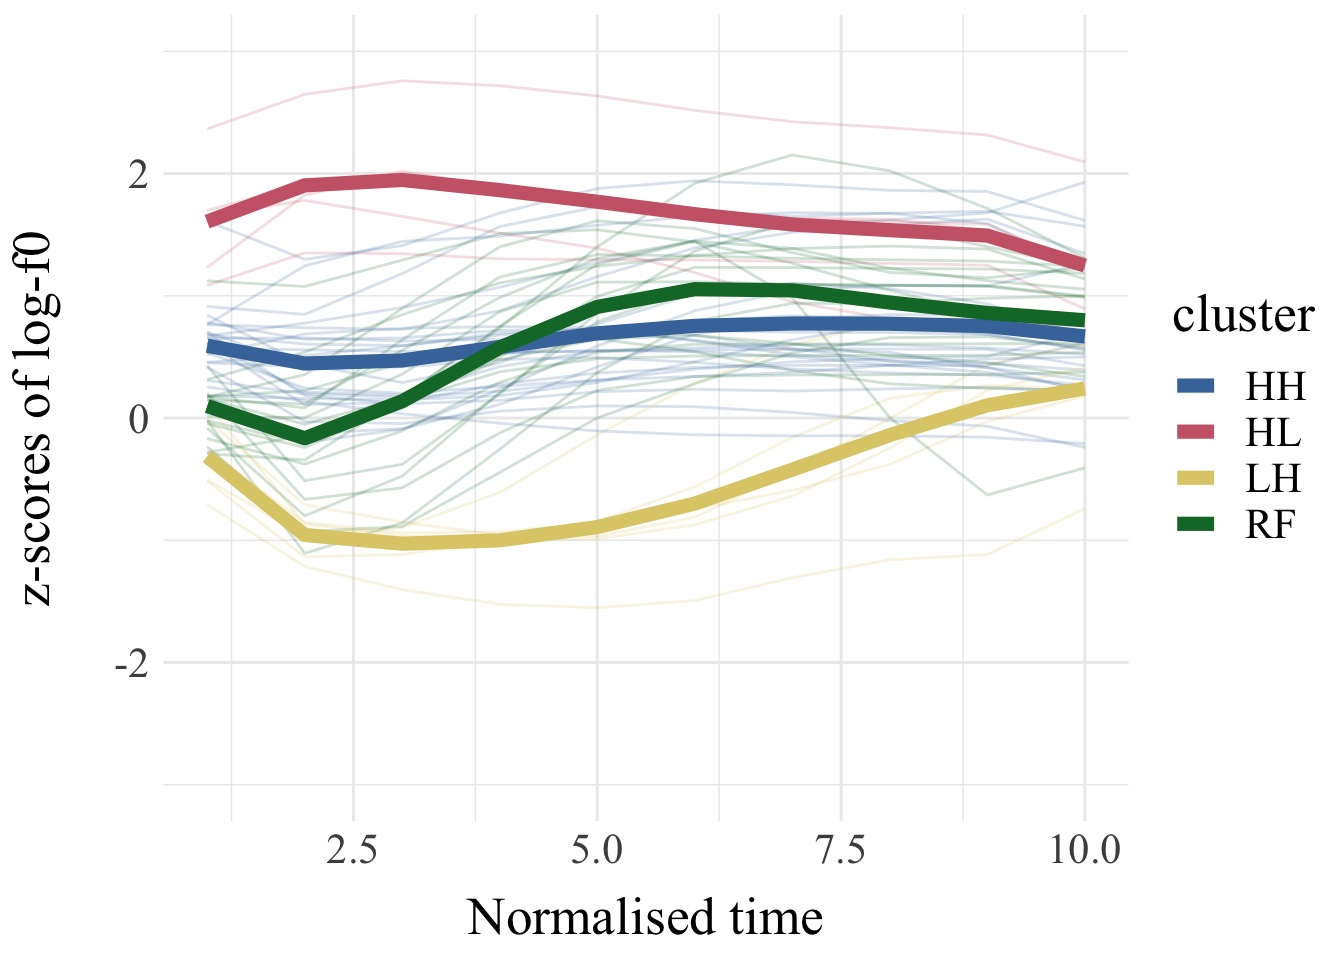 z-scores of log-f0
2
0
-2
2.5
5.0
7.5
10.0
Normalised time
cluster
HH
HL
LH
RF